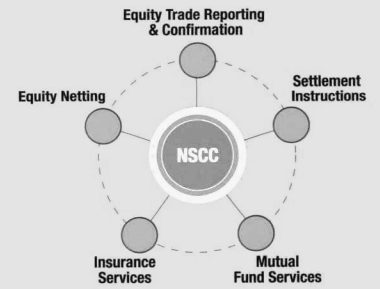 Equity Trade Reporting
& Confirmation
Settlement
Instructions
Equity Netting
NSCC
Insurance
Services
Mutual
Fund Services